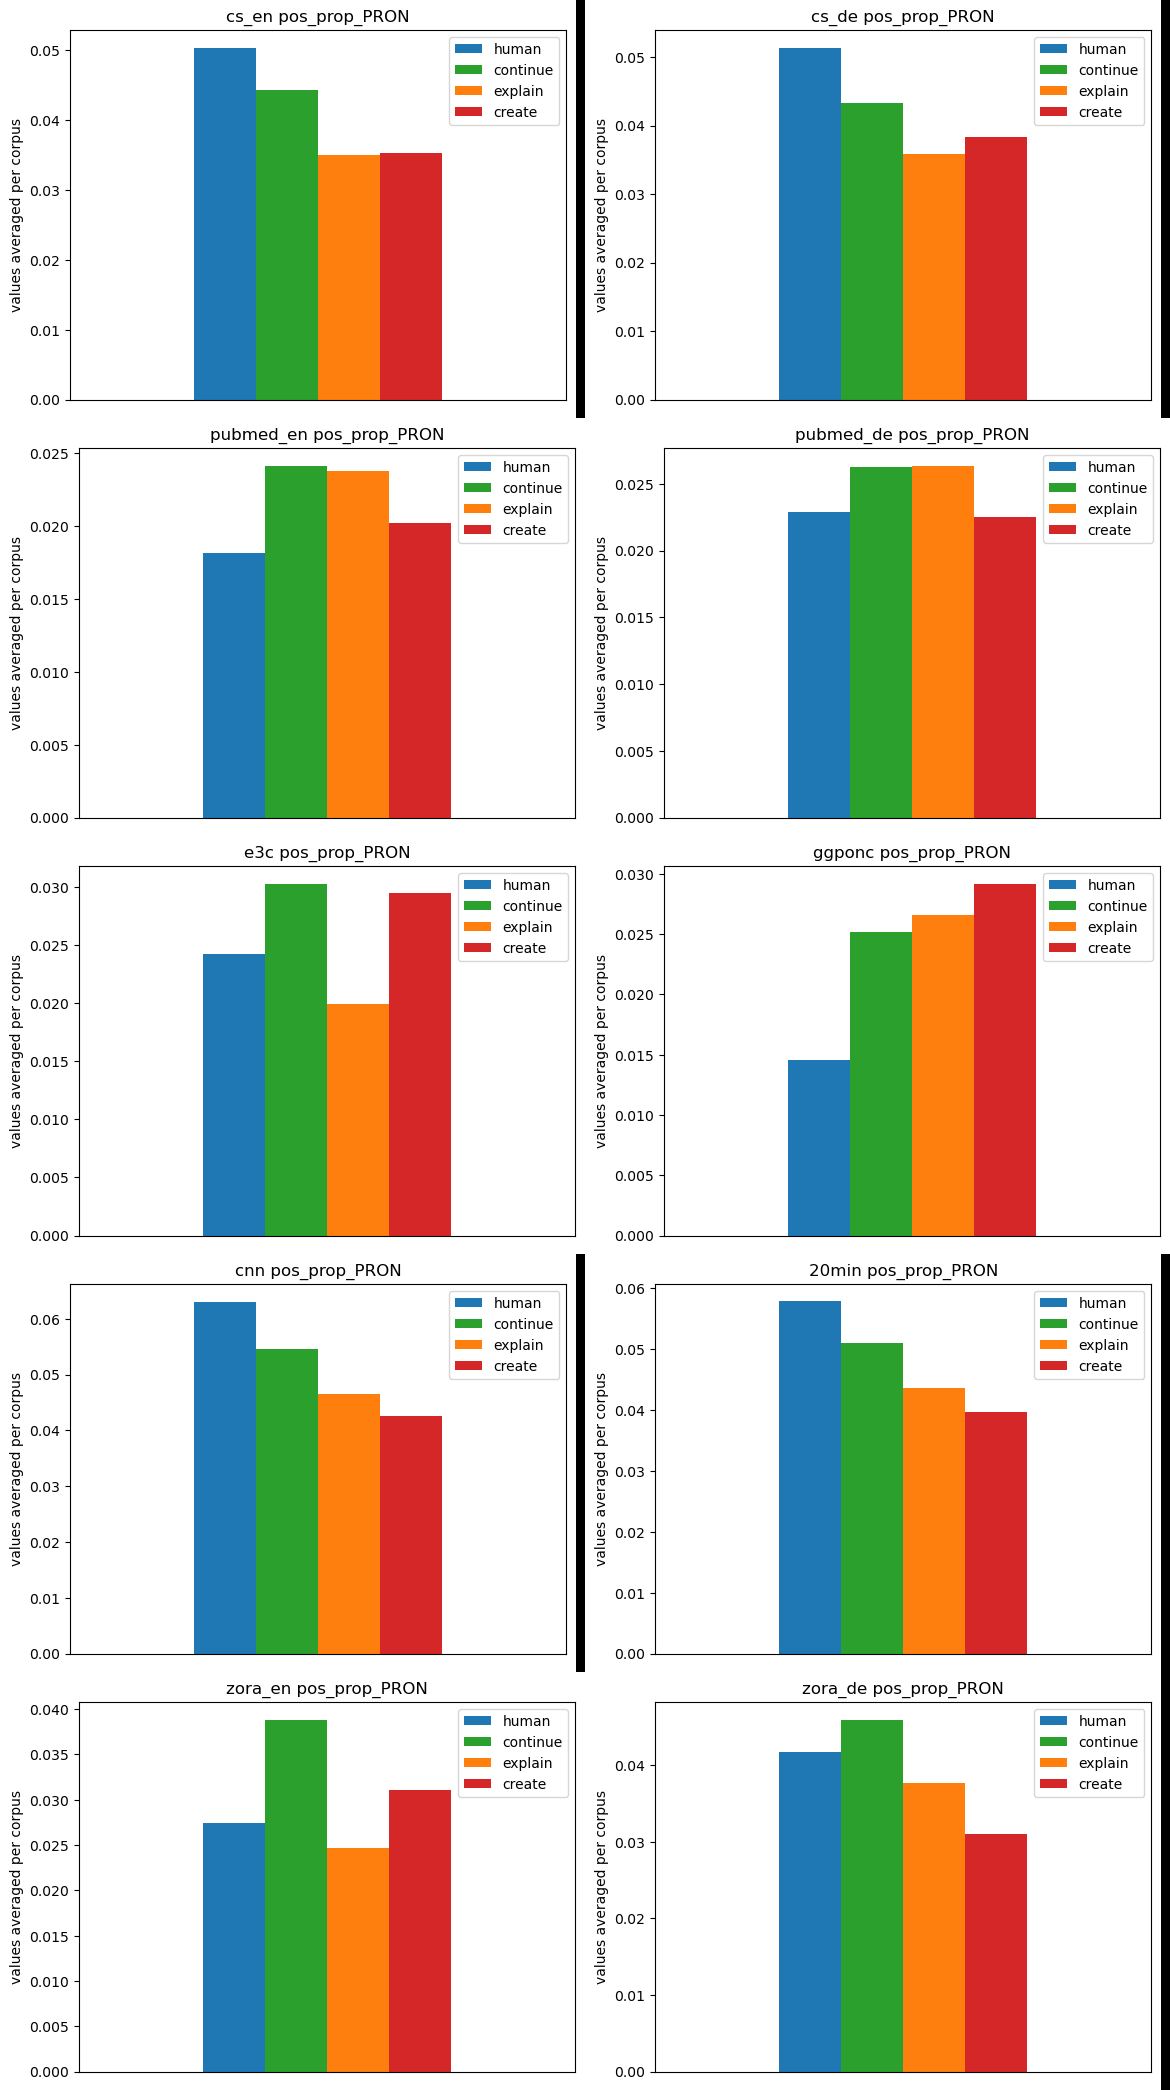 cs_en pos_prop_PRON
values averaged per corpus
0.05
0.04
0.03
0.02
0.01
0.00
human
continue
explain
create
cs_de pos_prop_PRON
values averaged per corpus
0.05
0.04
0.03
0.02
0.01
0.00
human
continue
explain
create
pubmed_en pos_prop_PRON
values averaged per corpus
0.025
0.020
0.015
0.010
0.005
0.000
human
continue
explain
create
pubmed_de pos_prop_PRON
values averaged per corpus
0.025
0.020
0.015
0.010
0.005
0.000
human
continue
explain
create
e3c pos_prop_PRON
values averaged per corpus
0.030
0.025
0.020
0.015
0.010
0.005
0.000
human
continue
explain
create
ggponc pos_prop_PRON
values averaged per corpus
0.030
0.025
0.020
0.015
0.010
0.005
0.000
human
continue
explain
create
cnn pos_prop_PRON
values averaged per corpus
0.06
0.05
0.04
0.03
0.02
0.01
0.00
human
continue
explain
create
20min pos_prop_PRON
values averaged per corpus
0.06
0.05
0.04
0.03
0.02
0.01
0.00
human
continue
explain
create
zora_en pos_prop_PRON
values averaged per corpus
0.040
0.035
0.030
0.025
0.020
0.015
0.010
0.005
0.000
human
continue
explain
create
zora_de pos_prop_PRON
values averaged per corpus
0.04
0.03
0.02
0.01
0.00
human
continue
explain
create